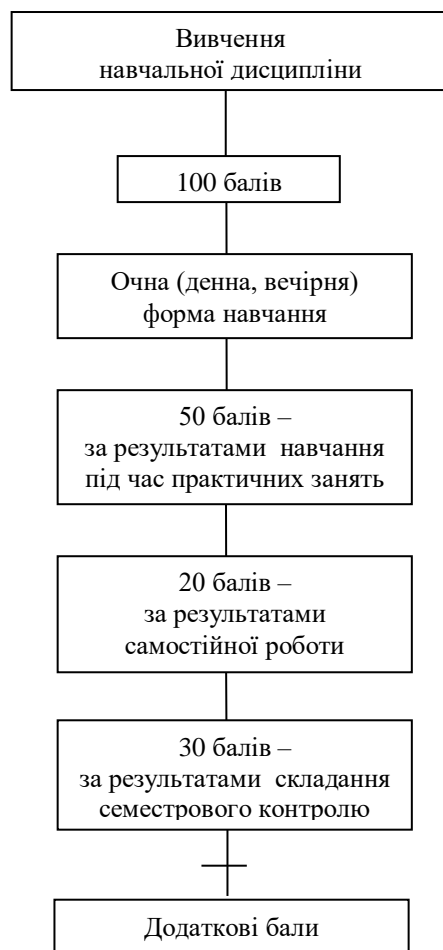 Вивчення
навчальної дисципліни
100 балів
Очна (денна, вечірня)
форма навчання
50 балів –
за результатами навчання
під час практичних занять
20 балів –
за результатами
самостійної роботи
30 балів –
за результатами складання
семестрового контролю
Додаткові бали